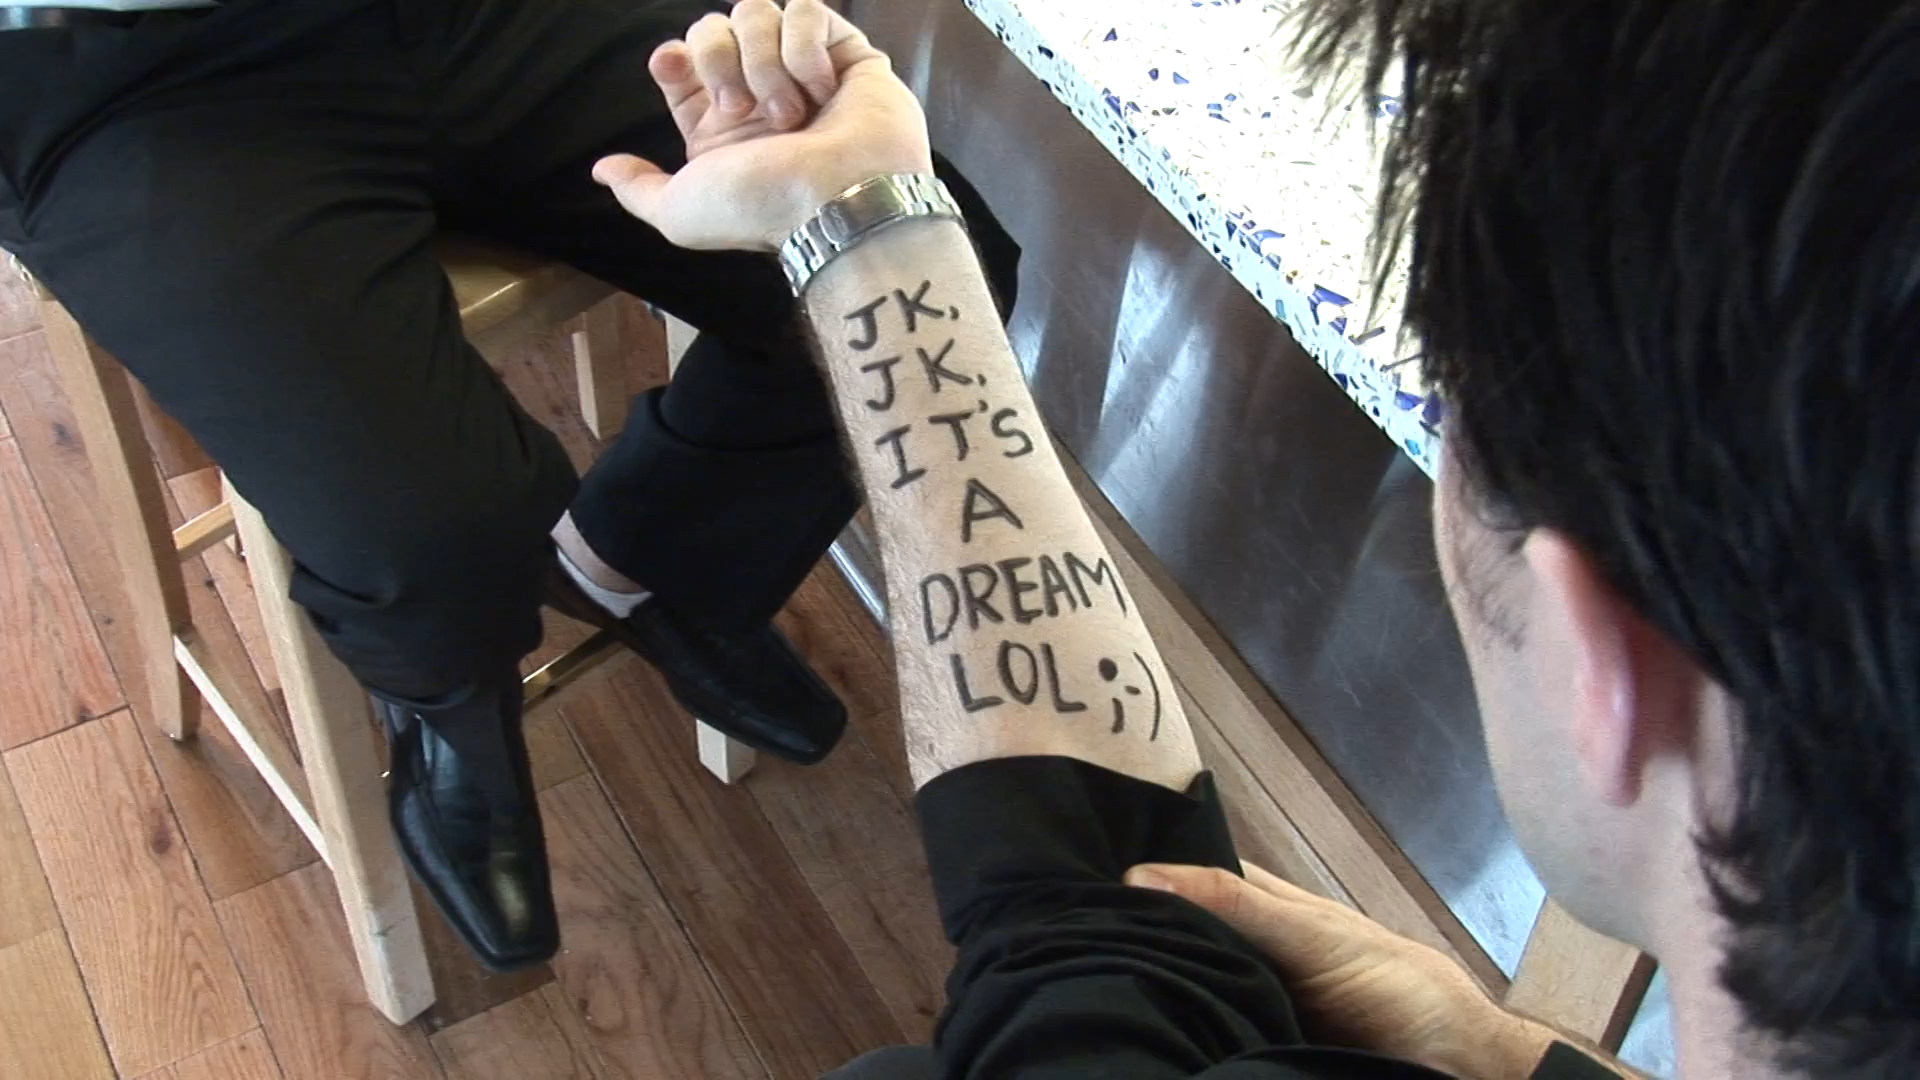 JK,
JK,
IT'S
A
DREAM
LOL ;-)